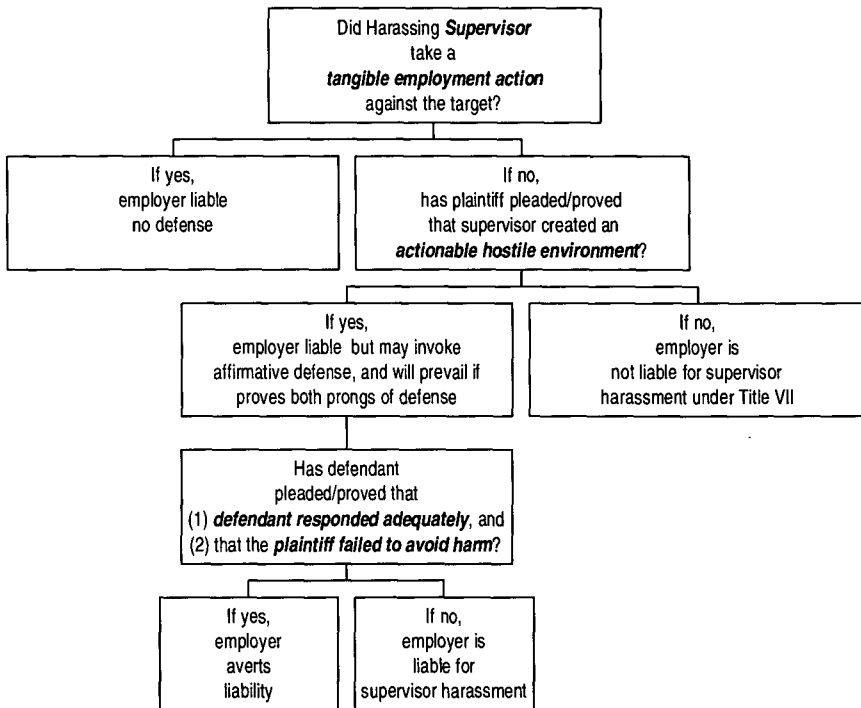 Did Harassing Supervisor
take a
tangible employment action
against the target?
If yes,
employer liable
no defense
If no,
has plaintiff pleaded/proved
that supervisor created an
actionable hostile environment?
If yes,
employer liable but may invoke
affirmative defense, and will prevail if
proves both prongs of defense
If no,
employer is
not liable for supervisor
harassment under Title VII
Has defendant
pleaded/proved that
(1) defendant responded adequately, and
(2) that the plaintiff failed to avoid harm?
If yes,
employer
averts
liability
If no,
employer is
liable for
supervisor harassment